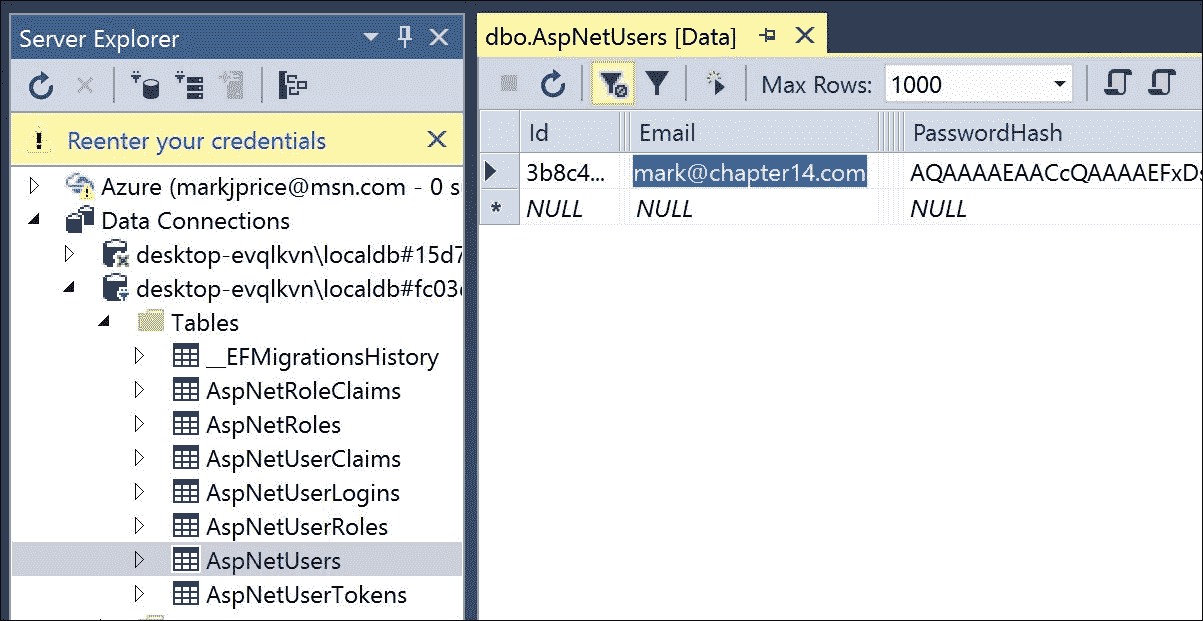 Server Explorer
Reenter your credentials
Azure (markjprice@msn.com - 0 s
Data Connections
desktop-evqlkvn\localdb#15d7
desktop-evqlkvn\localdb#fc03
Tables
__EFMigrationsHistory
AspNetRoleClaims
AspNetRoles
AspNetUserClaims
AspNetUserLogins
AspNetUserRoles
AspNetUsers
AspNetUserTokens
dbo.AspNetUsers [Data]
Max Rows: 1000
Id Email PasswordHash
3b8c4... mark@chapter14.com AQAAAAEAACcQAAAAEFxDs
* NULL NULL NULL